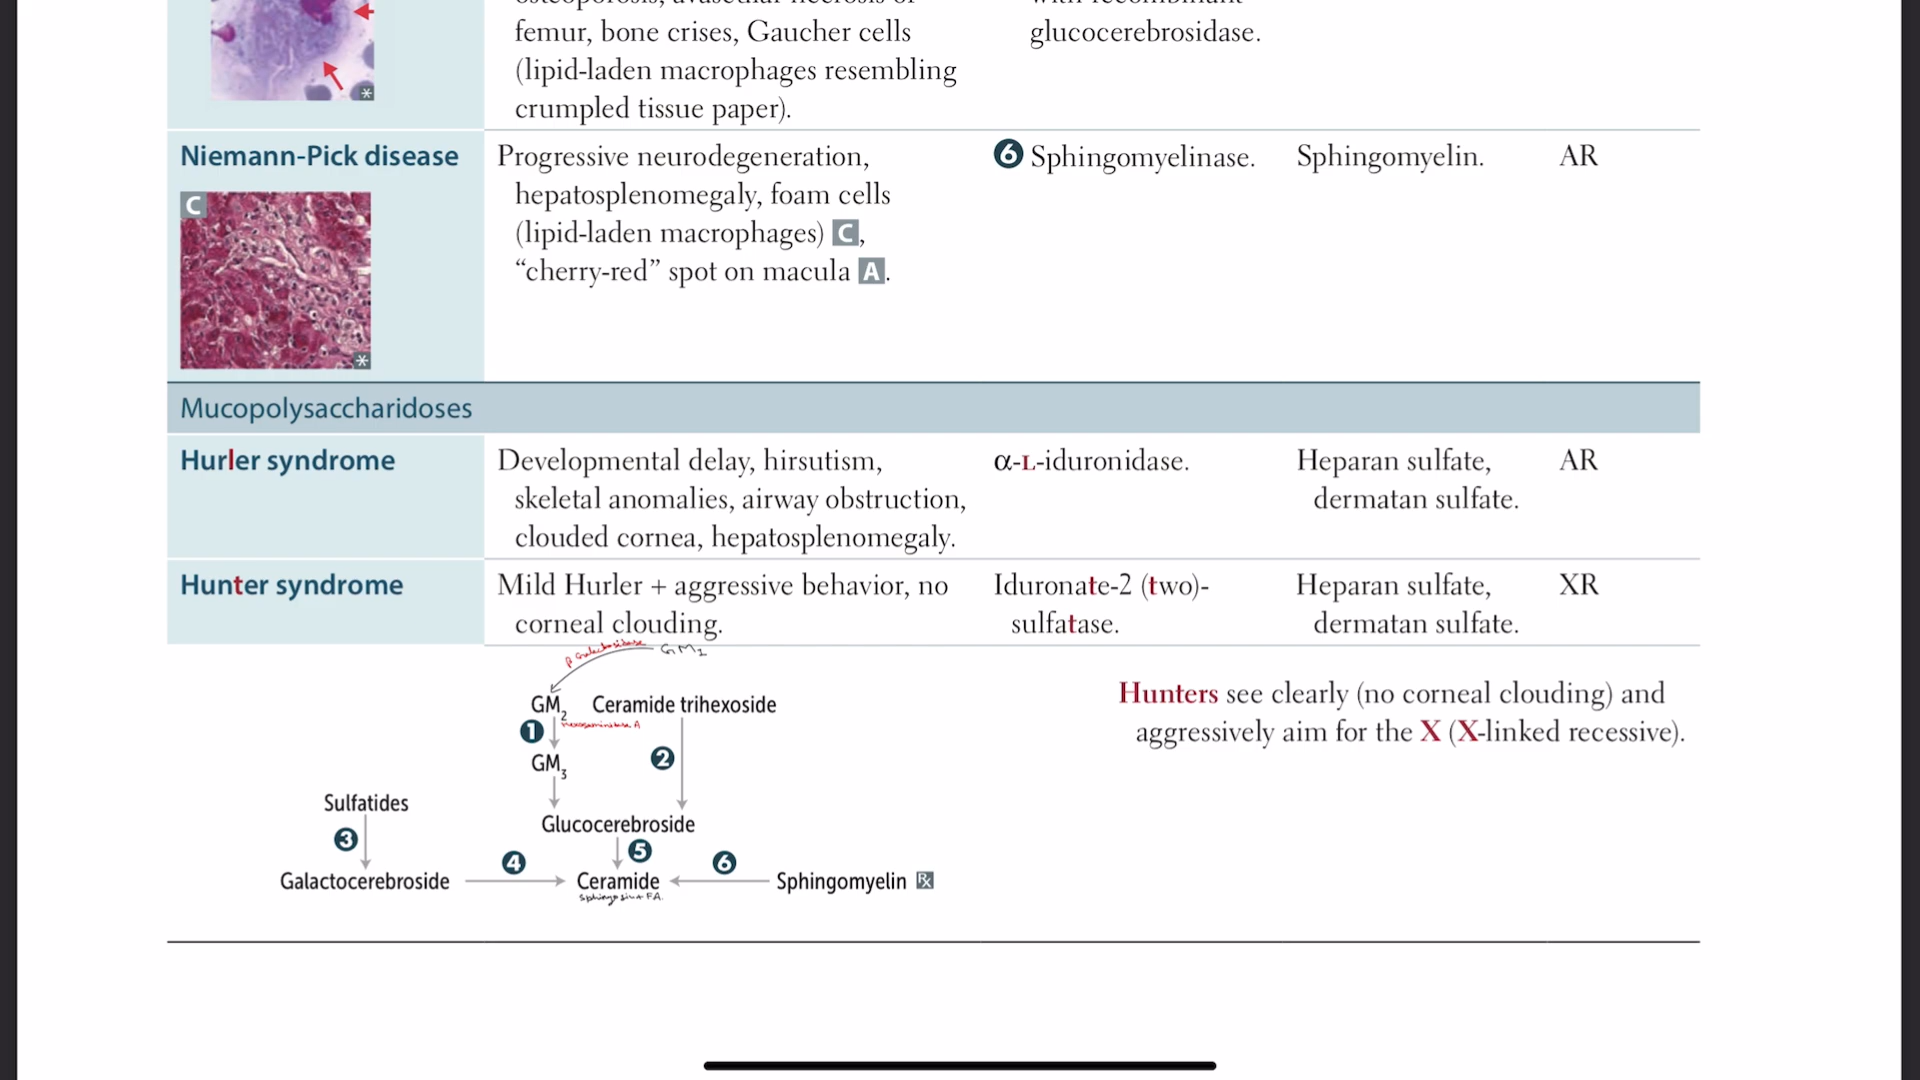 femur, bone crises, Gaucher cells
(lipid-laden macrophages resembling
crumpled tissue paper).
glucocerebrosidase.
Niemann-Pick disease
C
*
Progressive neurodegeneration,
hepatosplenomegaly, foam cells
(lipid-laden macrophages) C,
“cherry-red” spot on macula A.
6 Sphingomyelinase.
Sphingomyelin.
AR
Mucopolysaccharidoses
Hurler syndrome
Developmental delay, hirsutism,
skeletal anomalies, airway obstruction,
clouded cornea, hepatosplenomegaly.
α-L-iduronidase.
Heparan sulfate,
dermatan sulfate.
AR
Hunter syndrome
Mild Hurler + aggressive behavior, no
corneal clouding.
Iduronate-2 (two)-
sulfatase.
Heparan sulfate,
dermatan sulfate.
XR
β Galactosidase
GM₁
GM₂
Ceramide trihexoside
1
2
GM₃
Sulfatides
Glucocerebroside
3
4
5
6
Galactocerebroside
Ceramide
Sphingomyelin Rx
Hunters see clearly (no corneal clouding) and
aggressively aim for the X (X-linked recessive).